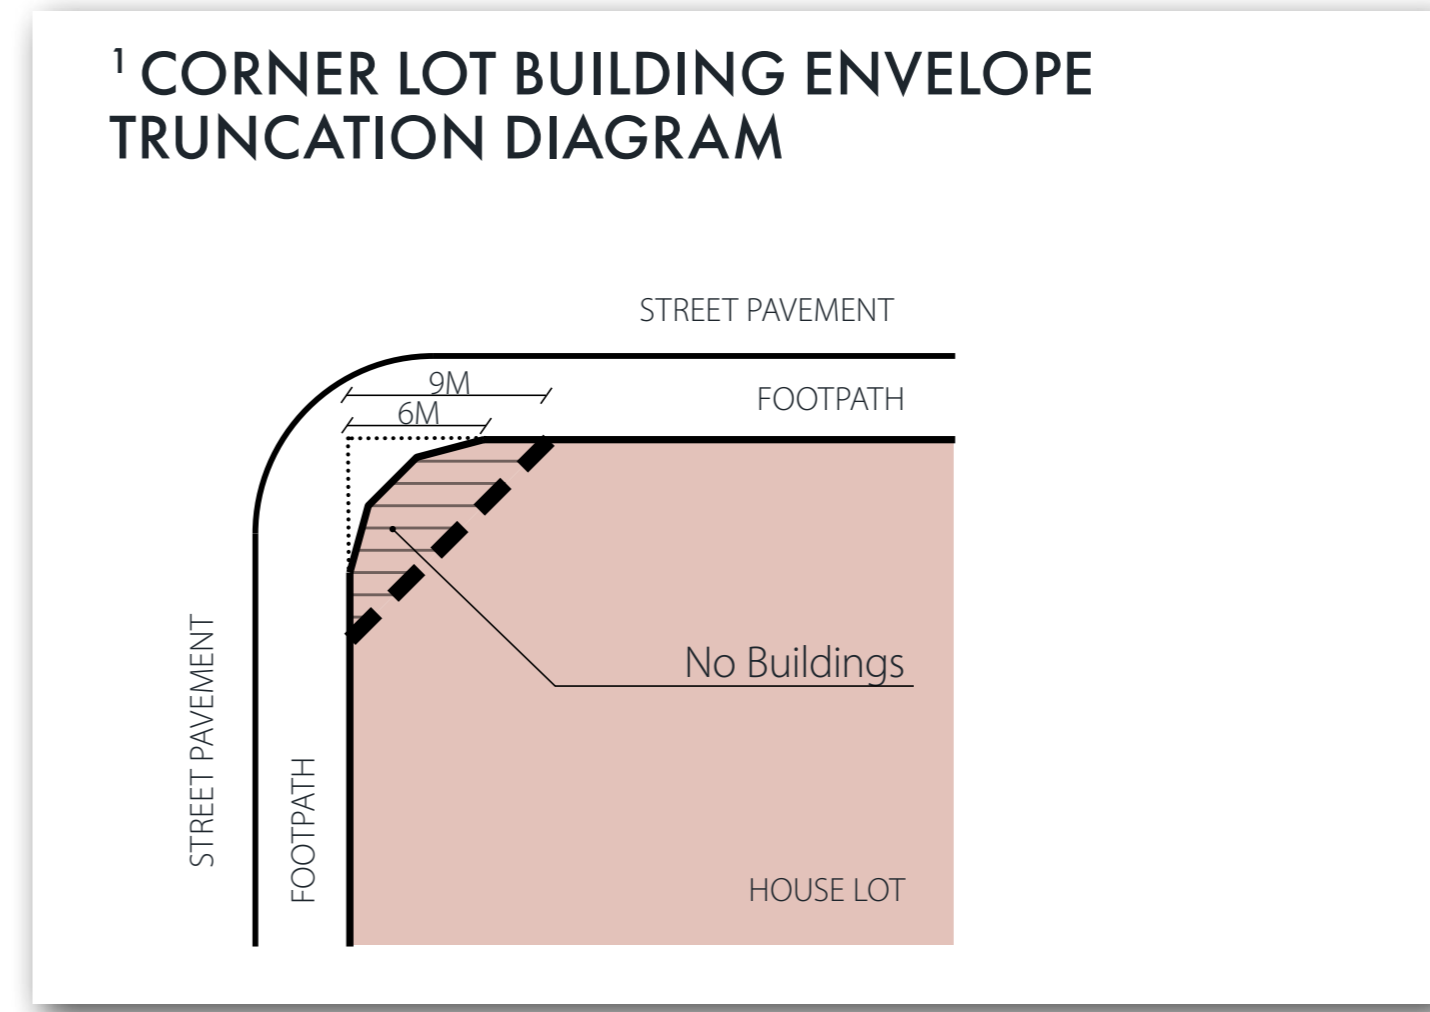 ¹ CORNER LOT BUILDING ENVELOPE
TRUNCATION DIAGRAM
STREET PAVEMENT
9M
FOOTPATH
6M
No Buildings
STREET PAVEMENT
FOOTPATH
HOUSE LOT